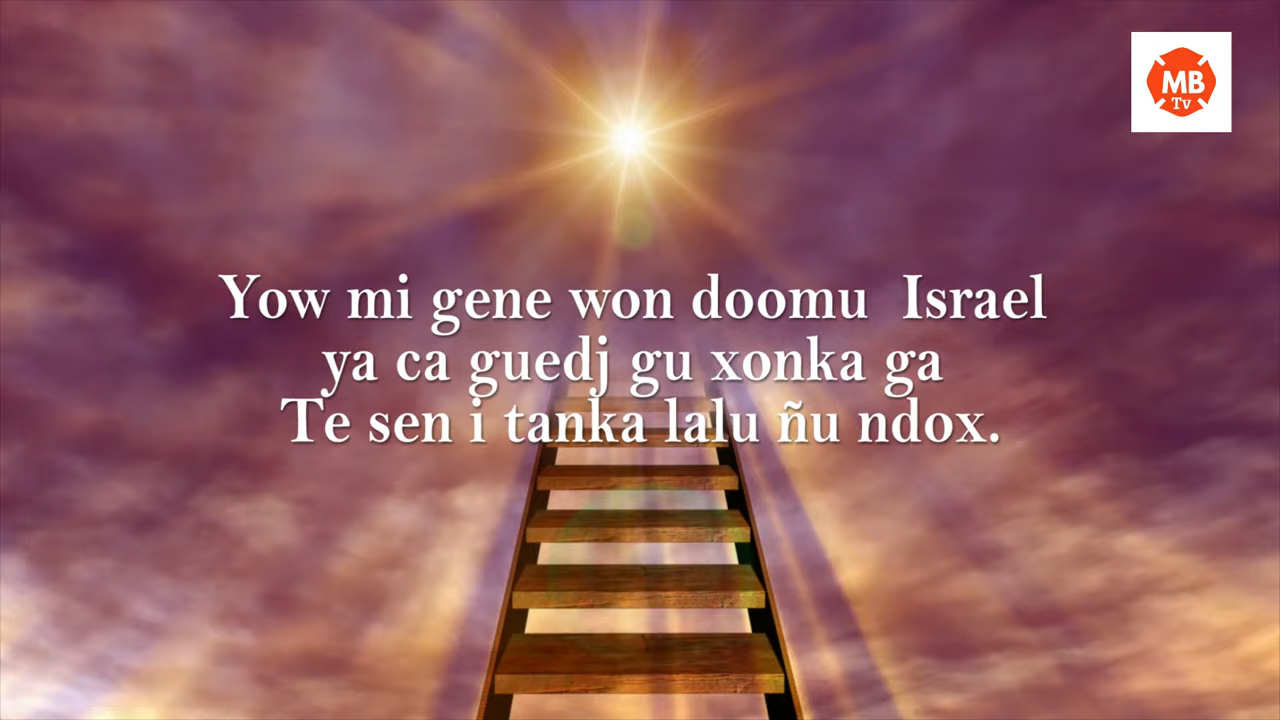 MB
Tv
Yow mi gene won doomu Israel
ya ca guedj gu xonka ga
Te sen i tanka lalu ñu ndox.